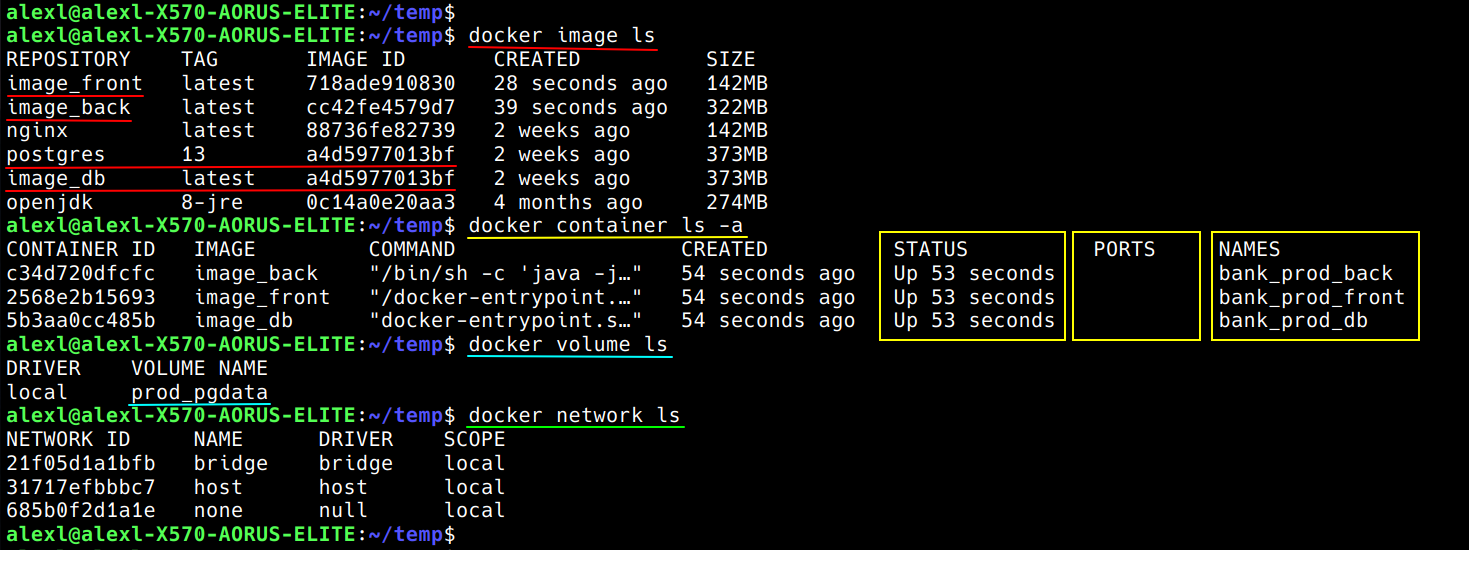 alexl@alexl-X570-AORUS-ELITE:~/temp$
alexl@alexl-X570-AORUS-ELITE:~/temp$ docker image ls
REPOSITORY    TAG       IMAGE ID       CREATED          SIZE
image_front   latest    718ade910830   28 seconds ago   142MB
image_back    latest    cc42fe4579d7   39 seconds ago   322MB
nginx         latest    88736fe82739   2 weeks ago      142MB
postgres      13        a4d5977013bf   2 weeks ago      373MB
image_db      latest    a4d5977013bf   2 weeks ago      373MB
openjdk       8-jre     0c14a0e20aa3   4 months ago     274MB
alexl@alexl-X570-AORUS-ELITE:~/temp$ docker container ls -a
CONTAINER ID   IMAGE         COMMAND                  CREATED          STATUS          PORTS     NAMES
c34d720dfcfc   image_back    "/bin/sh -c 'java -j…"   54 seconds ago   Up 53 seconds             bank_prod_back
2568e2b15693   image_front   "/docker-entrypoint.…"   54 seconds ago   Up 53 seconds             bank_prod_front
5b3aa0cc485b   image_db      "docker-entrypoint.s…"   54 seconds ago   Up 53 seconds             bank_prod_db
alexl@alexl-X570-AORUS-ELITE:~/temp$ docker volume ls
DRIVER    VOLUME NAME
local     prod_pgdata
alexl@alexl-X570-AORUS-ELITE:~/temp$ docker network ls
NETWORK ID     NAME      DRIVER    SCOPE
21f05d1a1bfb   bridge    bridge    local
31717efbbbc7   host      host      local
685b0f2d1a1e   none      null      local
alexl@alexl-X570-AORUS-ELITE:~/temp$